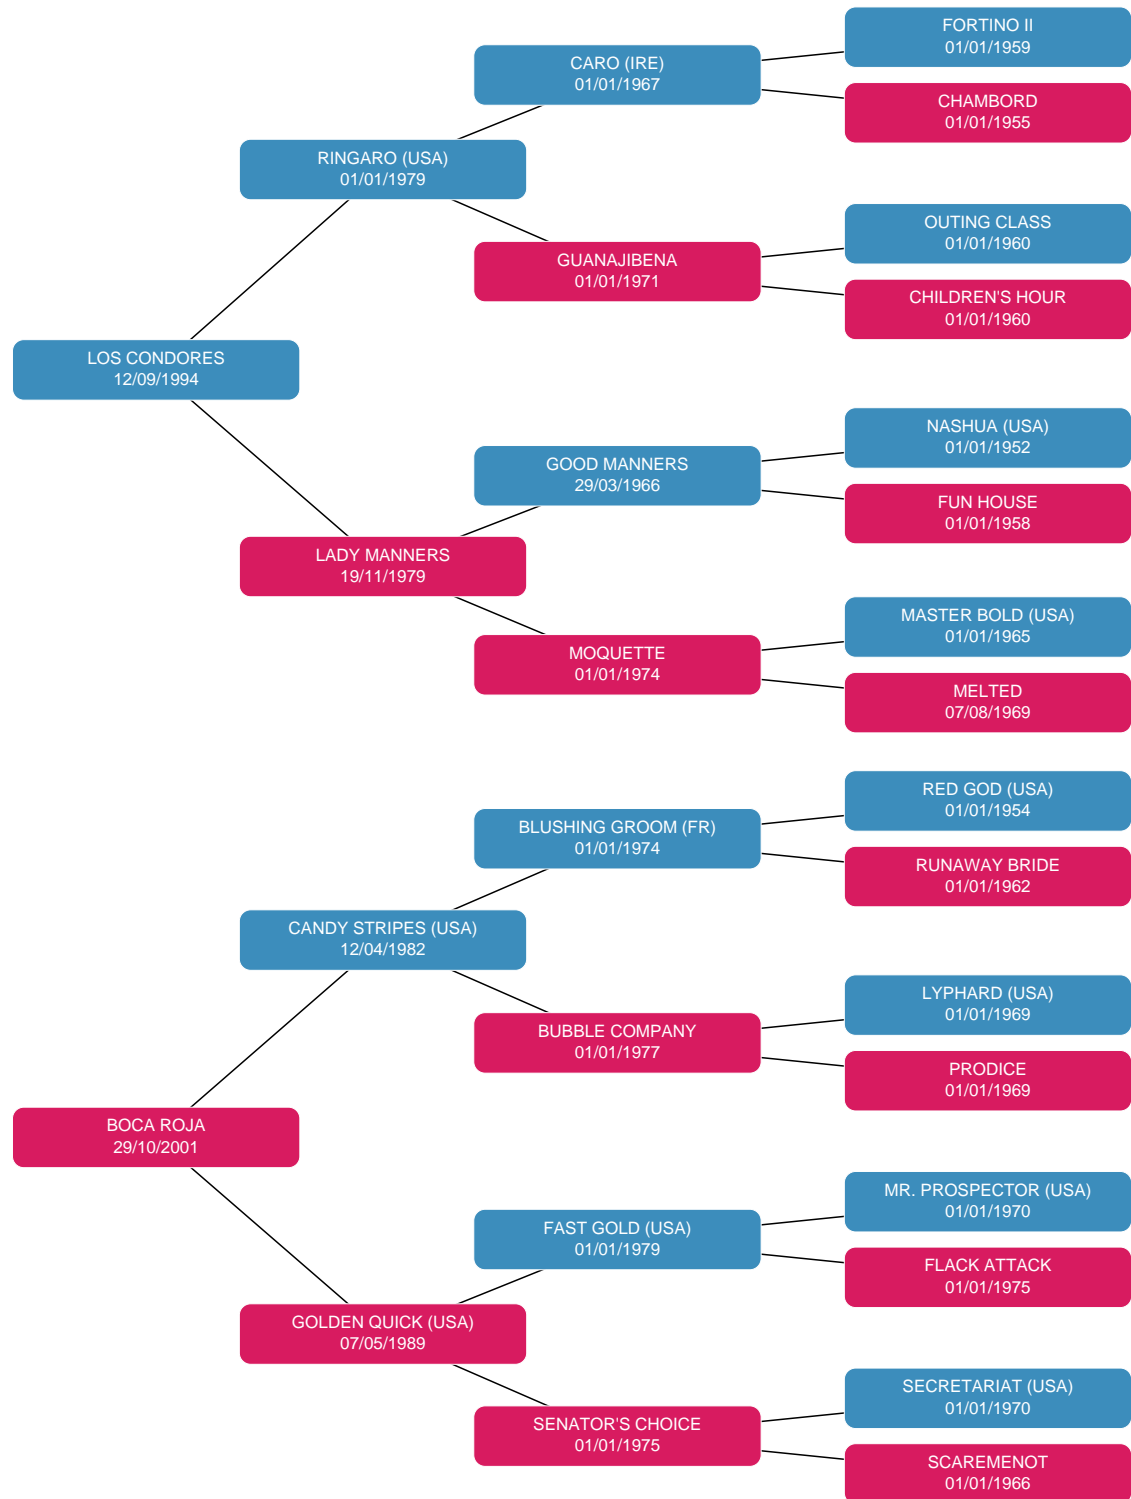 FORTINO II
01/01/1959
CARO (IRE)
01/01/1967
CHAMBORD
01/01/1955
RINGARO (USA)
01/01/1979
OUTING CLASS
01/01/1960
GUANAJIBENA
01/01/1971
CHILDREN'S HOUR
01/01/1960
LOS CONDORES
12/09/1994
NASHUA (USA)
01/01/1952
GOOD MANNERS
29/03/1966
FUN HOUSE
01/01/1958
LADY MANNERS
19/11/1979
MASTER BOLD (USA)
01/01/1965
MOQUETTE
01/01/1974
MELTED
07/08/1969
RED GOD (USA)
01/01/1954
BLUSHING GROOM (FR)
01/01/1974
RUNAWAY BRIDE
01/01/1962
CANDY STRIPES (USA)
12/04/1982
LYPHARD (USA)
01/01/1969
BUBBLE COMPANY
01/01/1977
PRODICE
01/01/1969
BOCA ROJA
29/10/2001
MR. PROSPECTOR (USA)
01/01/1970
FAST GOLD (USA)
01/01/1979
FLACK ATTACK
01/01/1975
GOLDEN QUICK (USA)
07/05/1989
SECRETARIAT (USA)
01/01/1970
SENATOR'S CHOICE
01/01/1975
SCAREMENOT
01/01/1966